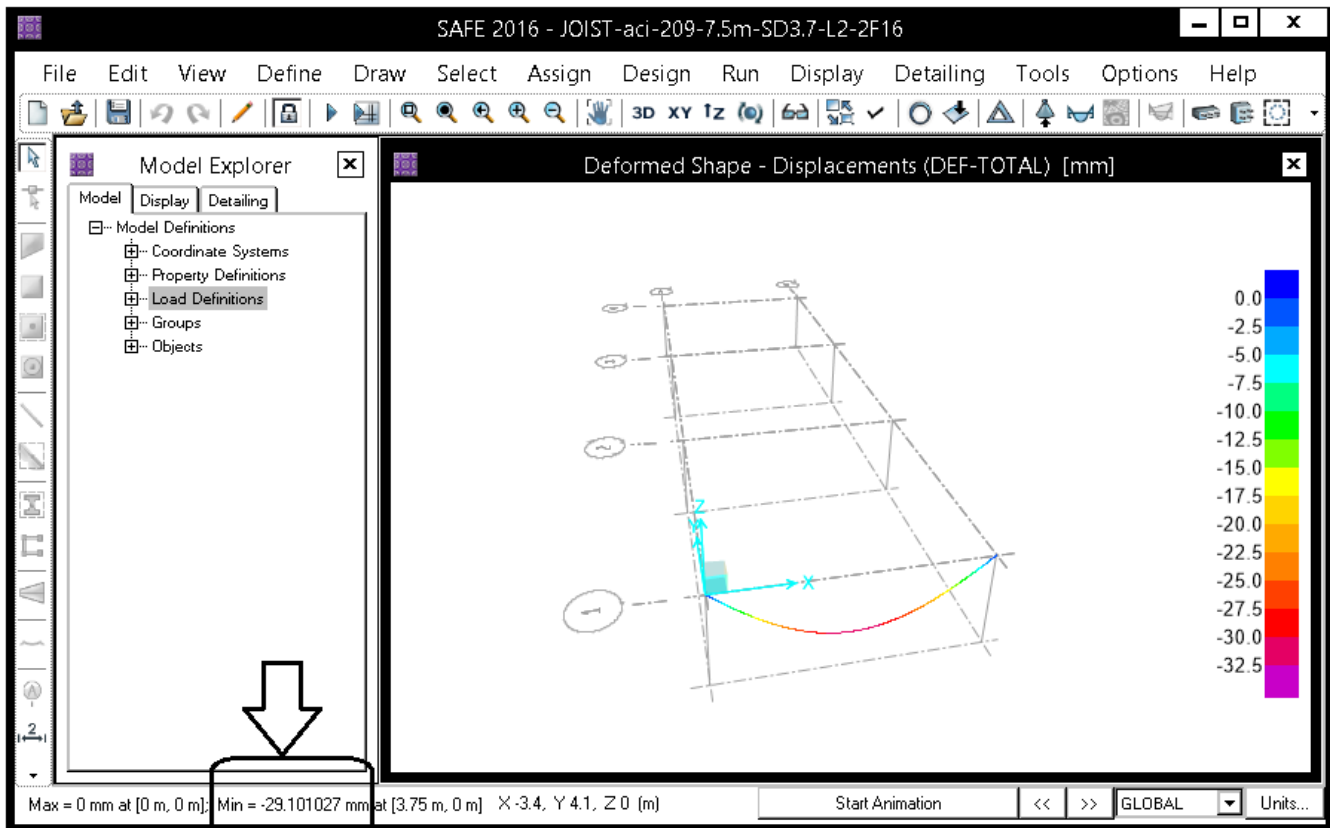 SAFE 2016 - JOIST-aci-209-7.5m-SD3.7-L2-2F16
File Edit View Define Draw Select Assign Design Run Display Detailing Tools Options Help
3D XY
Model Explorer
Model Display Detailing
Model Definitions
Coordinate Systems
Property Definitions
Load Definitions
Groups
Objects
2
Deformed Shape - Displacements (DEF-TOTAL) [mm]
0.0
-2.5
-5.0
-7.5
-10.0
-12.5
-15.0
-17.5
-20.0
-22.5
-25.0
-27.5
-30.0
-32.5
Z
X
1
2
Max = 0 mm at [0 m, 0 m]; Min = -29.101027 mm at [3.75 m, 0 m] X -3.4, Y 4.1, Z 0 (m) Start Animation << >> GLOBAL Units...